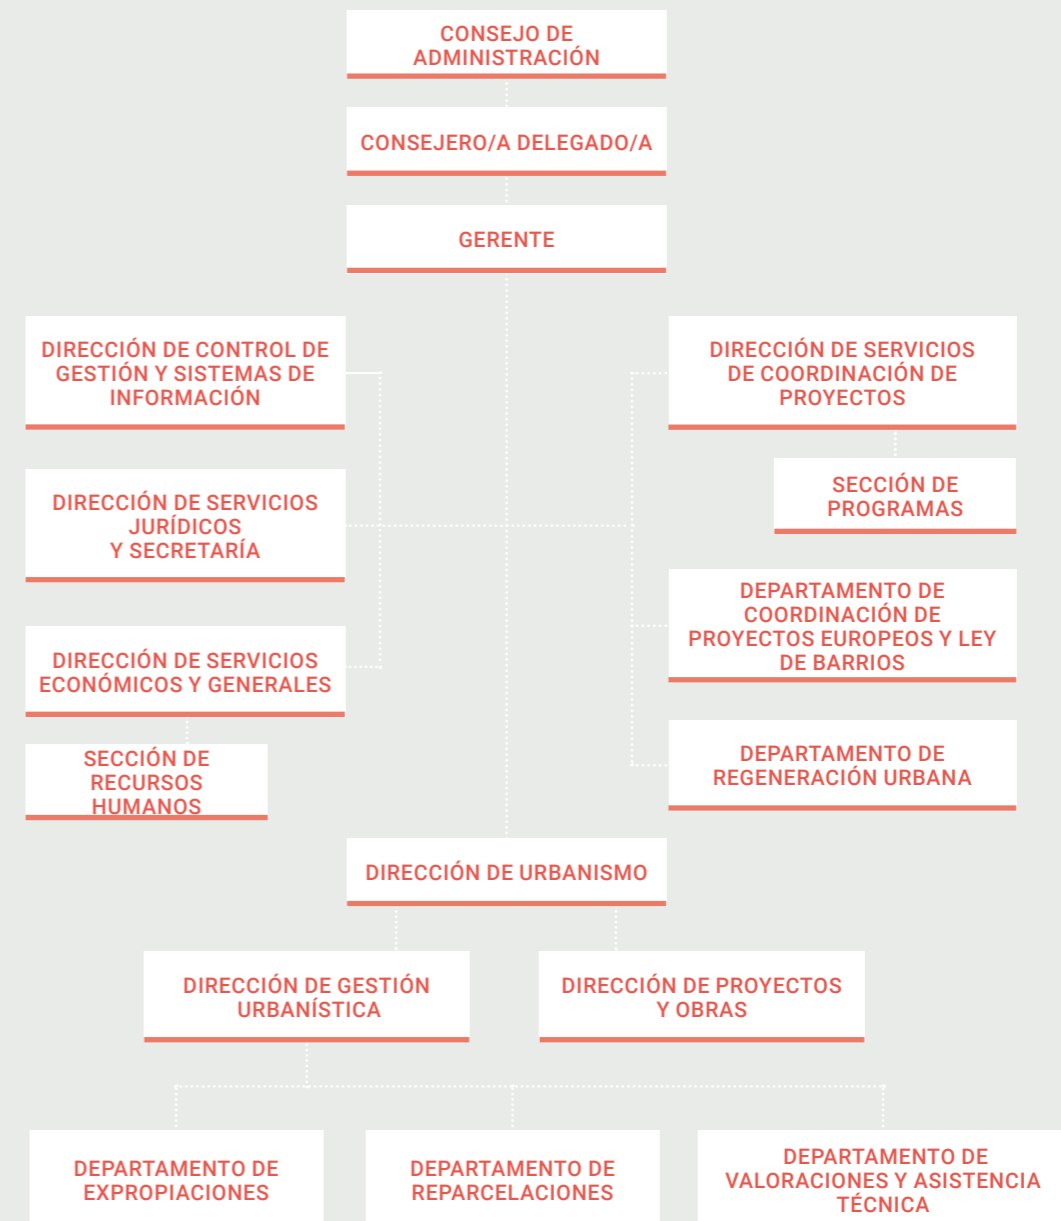 CONSEJO DE
ADMINISTRACIÓN
CONSEJERO/A DELEGADO/A
GERENTE
DIRECCIÓN DE CONTROL DE
GESTIÓN Y SISTEMAS DE
INFORMACIÓN
DIRECCIÓN DE SERVICIOS
JURÍDICOS
Y SECRETARÍA
DIRECCIÓN DE SERVICIOS
ECONÓMICOS Y GENERALES
SECCIÓN DE
RECURSOS
HUMANOS
DIRECCIÓN DE SERVICIOS
DE COORDINACIÓN DE
PROYECTOS
SECCIÓN DE
PROGRAMAS
DEPARTAMENTO DE
COORDINACIÓN DE
PROYECTOS EUROPEOS Y LEY
DE BARRIOS
DEPARTAMENTO DE
REGENERACIÓN URBANA
DIRECCIÓN DE URBANISMO
DIRECCIÓN DE GESTIÓN
URBANÍSTICA
DIRECCIÓN DE PROYECTOS
Y OBRAS
DEPARTAMENTO DE
EXPROPIACIONES
DEPARTAMENTO DE
REPARCELACIONES
DEPARTAMENTO DE
VALORACIONES Y ASISTENCIA
TÉCNICA